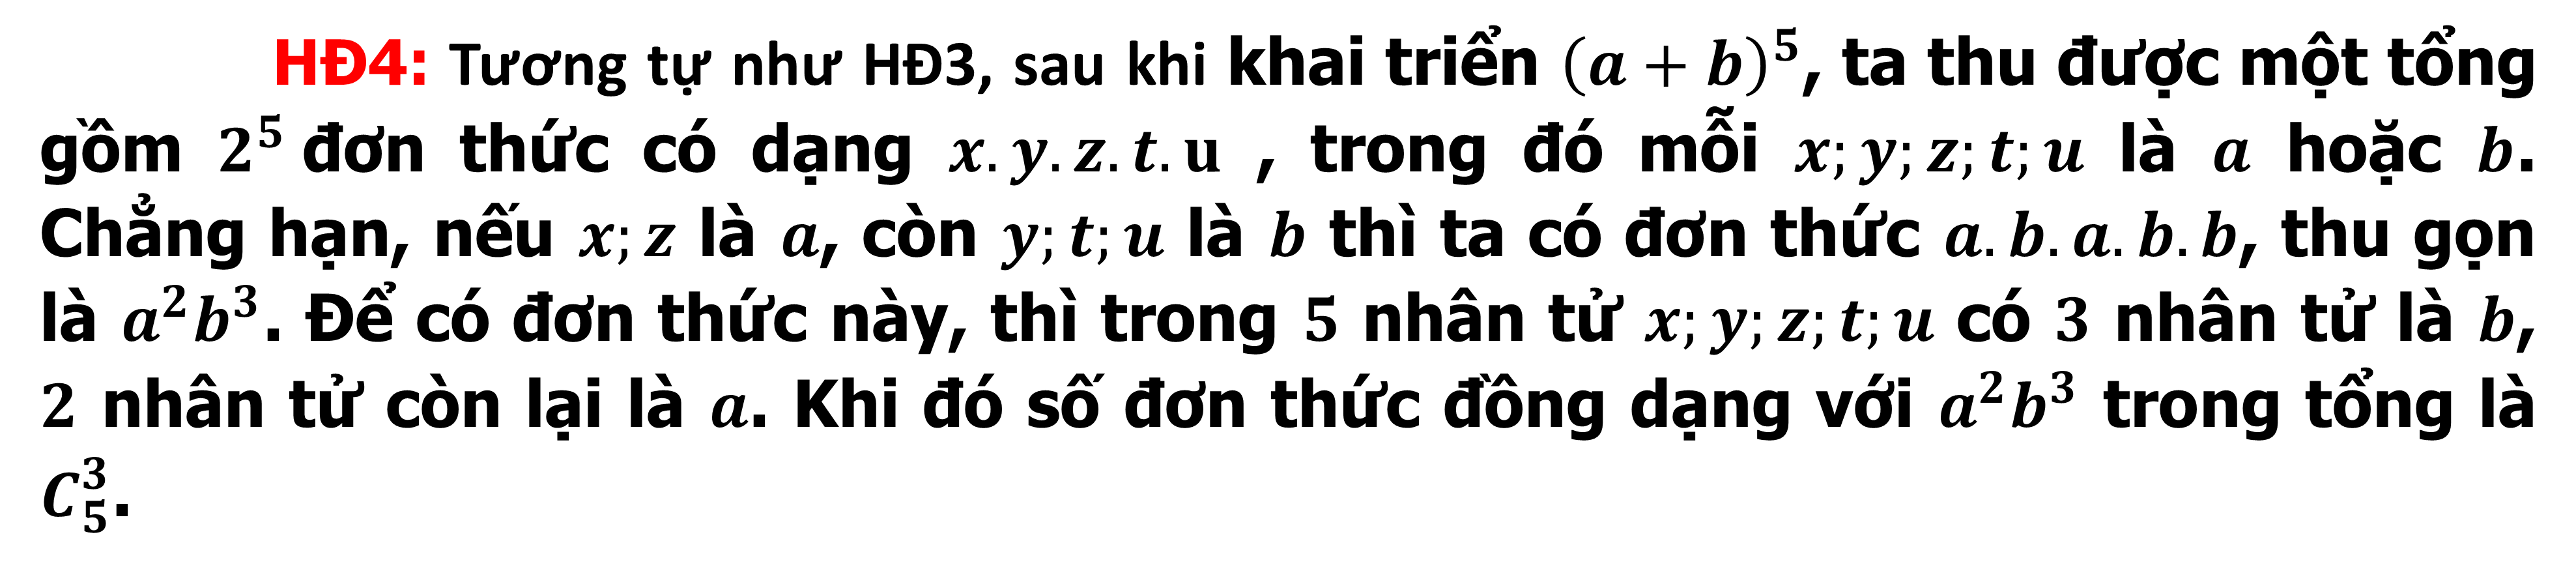 HĐ4: Tương tự như HĐ3, sau khi khai triển $(a+b)^5$, ta thu được một tổng
gồm $2^5$ đơn thức có dạng $x.y.z.t.u$ , trong đó mỗi $x;y;z;t;u$ là $a$ hoặc $b$.
Chẳng hạn, nếu $x;z$ là $a$, còn $y;t;u$ là $b$ thì ta có đơn thức $a.b.a.b.b$, thu gọn
là $a^2b^3$. Để có đơn thức này, thì trong 5 nhân tử $x;y;z;t;u$ có 3 nhân tử là $b$,
2 nhân tử còn lại là $a$. Khi đó số đơn thức đồng dạng với $a^2b^3$ trong tổng là
$C_5^3$.